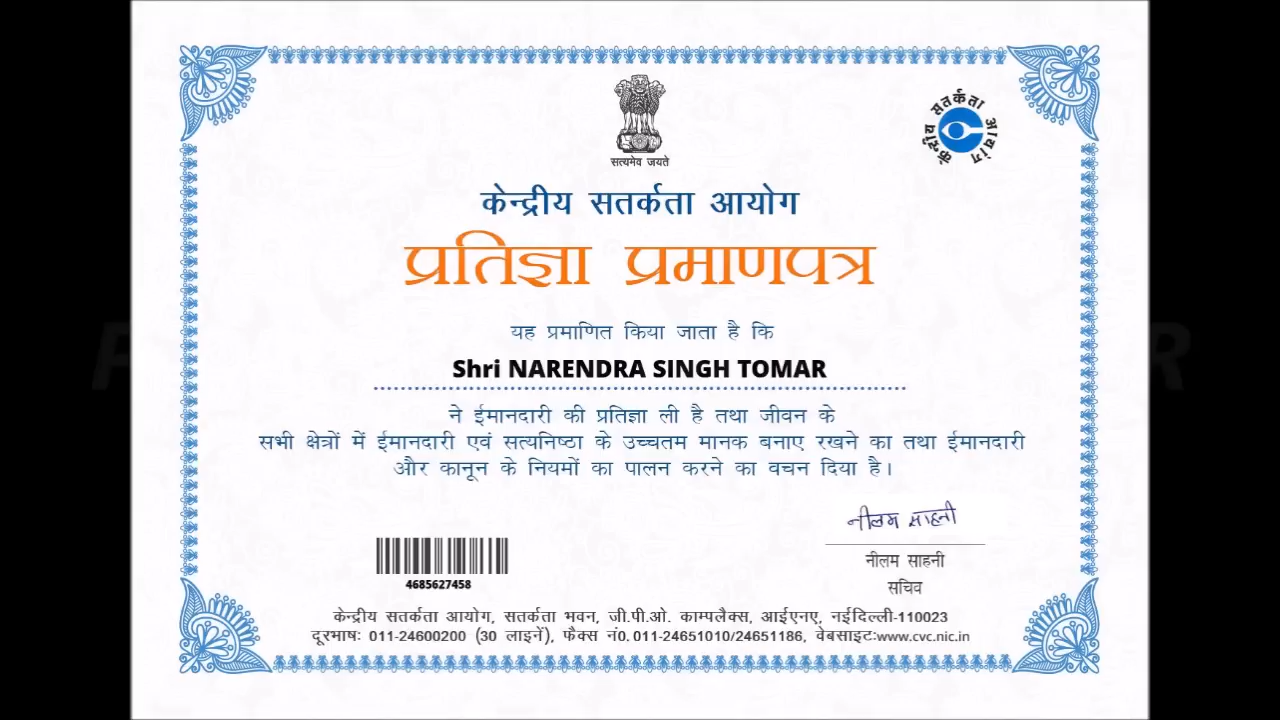 सत्यमेव जयते
केन्द्रीय सतर्कता आयोग
केन्द्रीय सतर्कता आयोग
प्रतिज्ञा प्रमाणपत्र
यह प्रमाणित किया जाता है कि
Shri NARENDRA SINGH TOMAR
ने ईमानदारी की प्रतिज्ञा ली है तथा जीवन के
सभी क्षेत्रों में ईमानदारी एवं सत्यनिष्ठा के उच्चतम मानक बनाए रखने का तथा ईमानदारी
और कानून के नियमों का पालन करने का वचन दिया है।
नीलम साहनी
4685627458
नीलम साहनी
सचिव
केन्द्रीय सतर्कता आयोग, सतर्कता भवन, जी.पी.ओ. काम्पलैक्स, आईएनए, नईदिल्ली-110023
दूरभाषः 011-24600200 (30 लाइनें), फैक्स नं0. 011-24651010/24651186, वेबसाइटःwww.cvc.nic.in